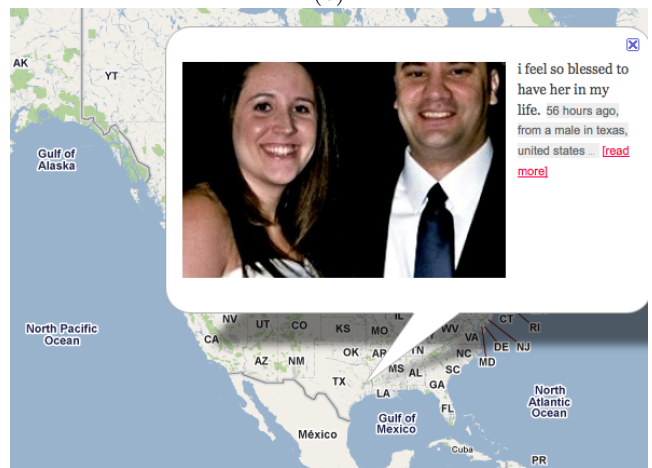 AK
YT
Gulf of
Alaska
i feel so blessed to
have her in my
life. 56 hours ago,
from a male in texas,
united states ... [read
more]
North Pacific
Ocean
NV
UT
CO
KS
MO
IL
WV
VA
CT
RI
CA
AZ
NM
OK
AR
TN
NC
DE
NJ
MD
MS
AL
SC
TX
LA
GA
FL
North
Atlantic
Ocean
Gulf of
Mexico
México
Cuba
PR